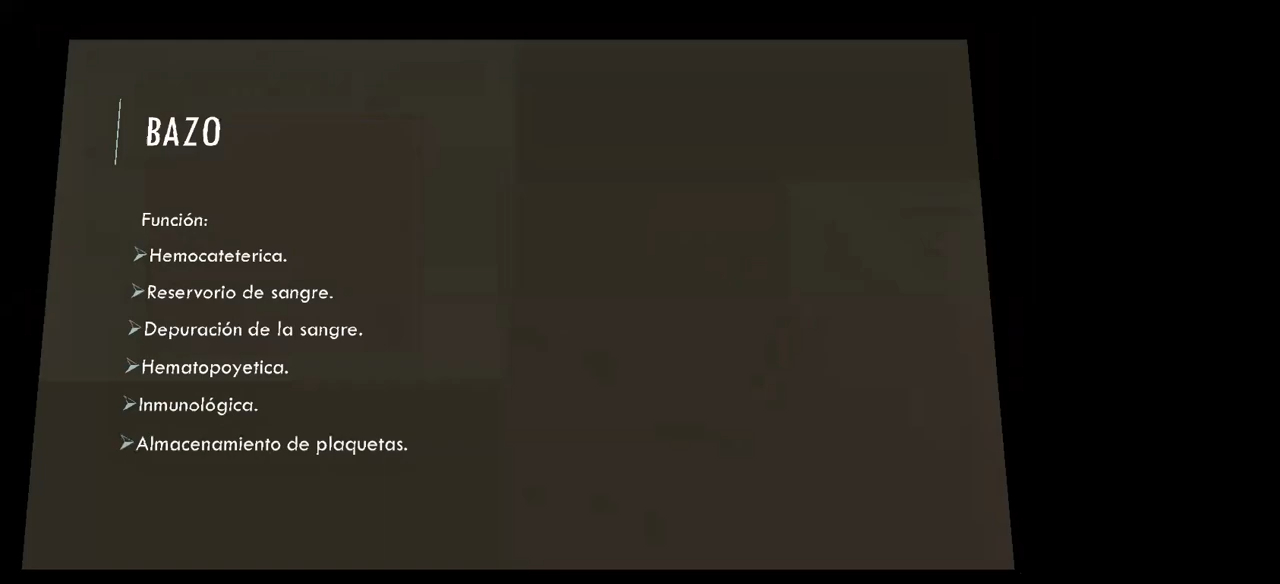 BAZO
Función:
➢Hemocateterica.
➢Reservorio de sangre.
➢Depuración de la sangre.
➢Hematopoyetica.
➢Inmunológica.
➢Almacenamiento de plaquetas.